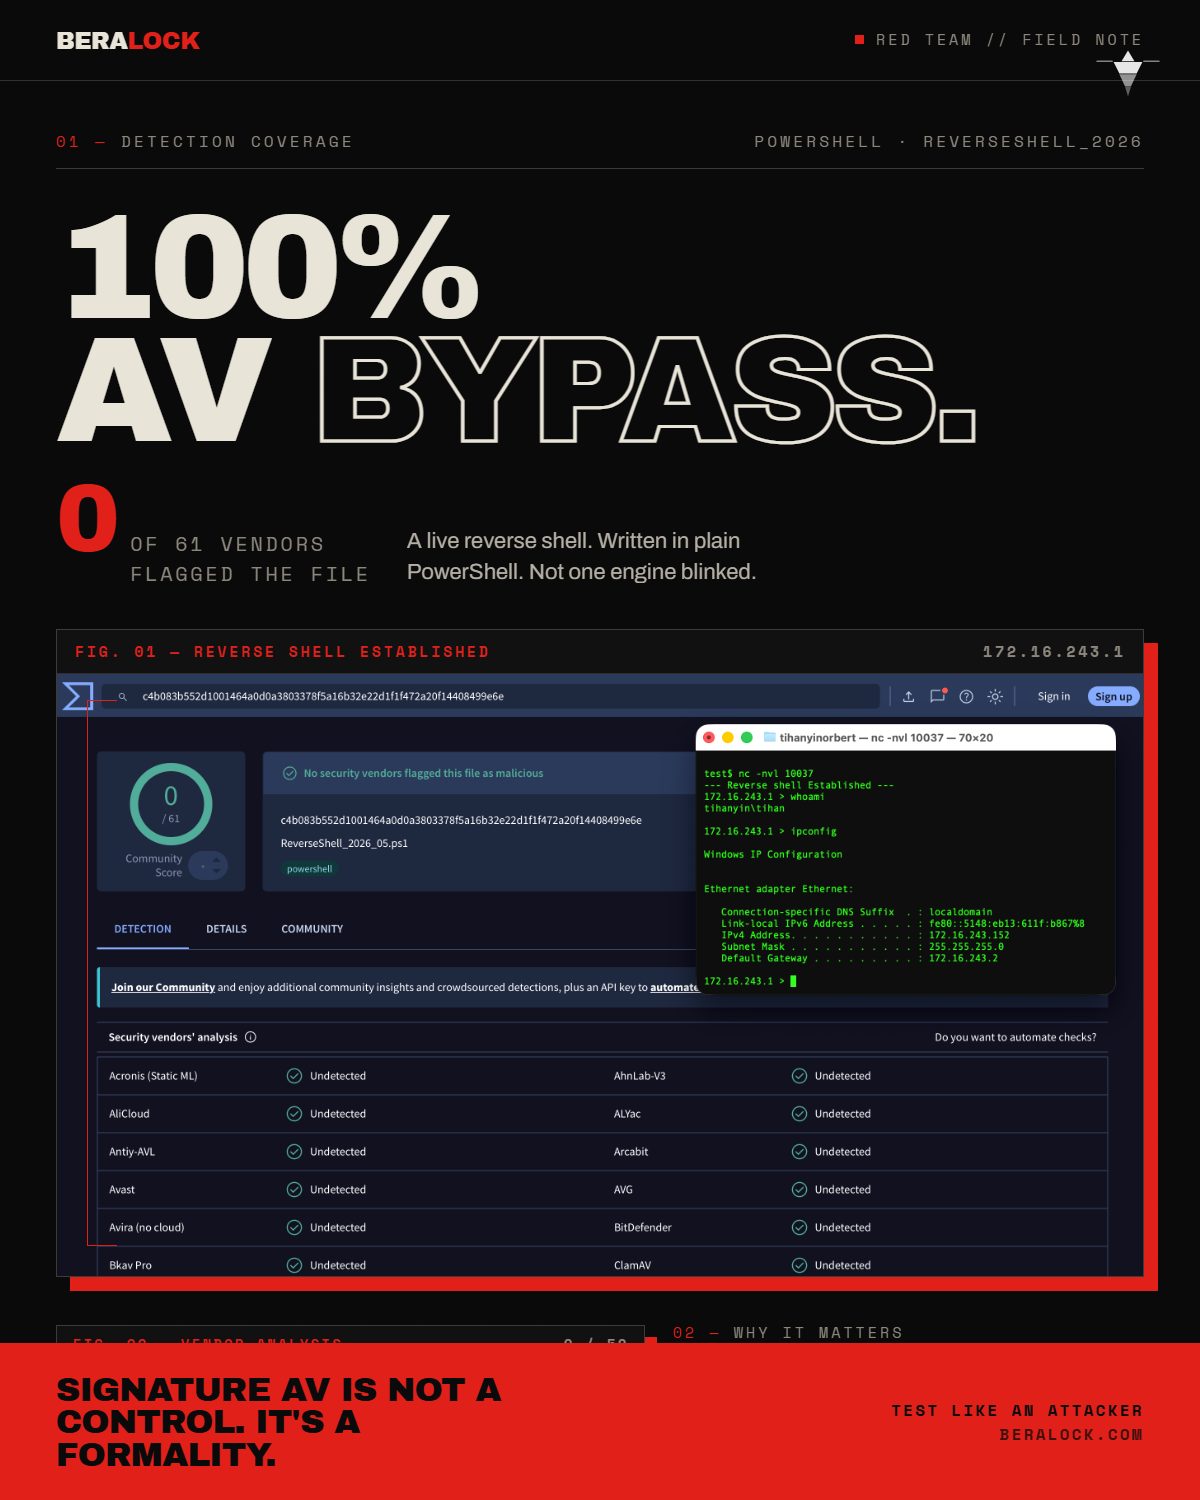 BERALOCK
RED TEAM // FIELD NOTE
01 — DETECTION COVERAGE
POWERSHELL · REVERSESHELL_2026
100%
AV BYPASS.
0
OF 61 VENDORS
FLAGGED THE FILE
A live reverse shell. Written in plain
PowerShell. Not one engine blinked.
FIG. 01 — REVERSE SHELL ESTABLISHED
172.16.243.1
c4b083b552d1001464a0d0a3803378f5a16b32e22d1f1f472a20f14408499e6e
Sign in
Sign up
0
/ 61
Community
Score
No security vendors flagged this file as malicious
c4b083b552d1001464a0d0a3803378f5a16b32e22d1f1f472a20f14408499e6e
ReverseShell_2026_05.ps1
powershell
tihanyinorbert — nc -nvl 10037 — 70×20
test$ nc -nvl 10037
--- Reverse shell Established ---
172.16.243.1 > whoami
tihanyin\tihan
172.16.243.1 > ipconfig
Windows IP Configuration
Ethernet adapter Ethernet:
Connection-specific DNS Suffix . : localdomain
Link-local IPv6 Address . . . . . : fe80::5148:eb13:611f:b867%8
IPv4 Address. . . . . . . . . . . : 172.16.243.152
Subnet Mask . . . . . . . . . . . : 255.255.255.0
Default Gateway . . . . . . . . . : 172.16.243.2
172.16.243.1 >
DETECTION
DETAILS
COMMUNITY
Join our Community and enjoy additional community insights and crowdsourced detections, plus an API key to automate
Security vendors' analysis
Do you want to automate checks?
Acronis (Static ML)
Undetected
AhnLab-V3
Undetected
AliCloud
Undetected
ALYac
Undetected
Antiy-AVL
Undetected
Arcabit
Undetected
Avast
Undetected
AVG
Undetected
Avira (no cloud)
Undetected
BitDefender
Undetected
Bkav Pro
Undetected
ClamAV
Undetected
02 — WHY IT MATTERS
SIGNATURE AV IS NOT A
CONTROL. IT'S A
FORMALITY.
TEST LIKE AN ATTACKER
BERALOCK.COM